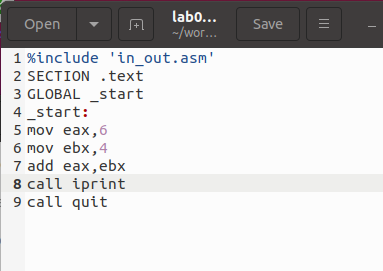 Open
lab0...
~/wor...
Save
1 %include 'in_out.asm'
2 SECTION .text
3 GLOBAL _start
4 _start:
5 mov eax,6
6 mov ebx,4
7 add eax,ebx
8 call iprint
9 call quit